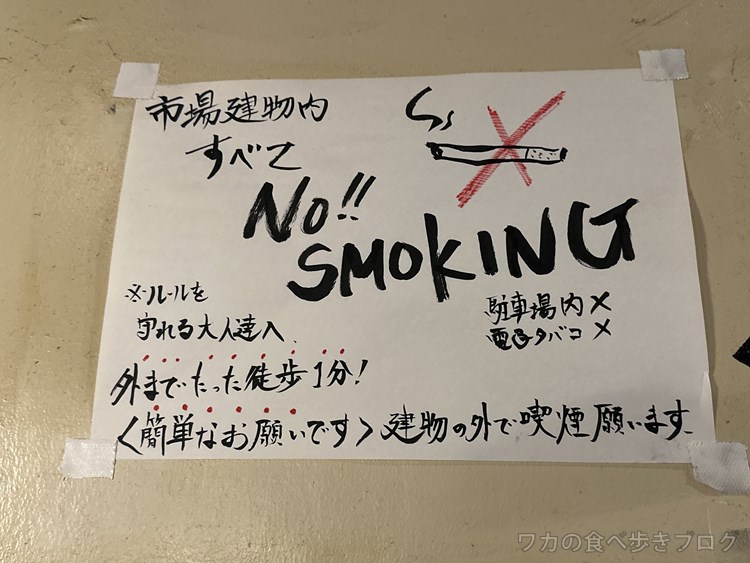 市場建物内
すべて
No!!
SMOKING
※ルールを
守れる大人達へ
駐車場内×
電子タバコ×
外までたった徒歩1分!
〈簡単なお願いです〉建物の外で喫煙願います。
ワカの食べ歩きブログ